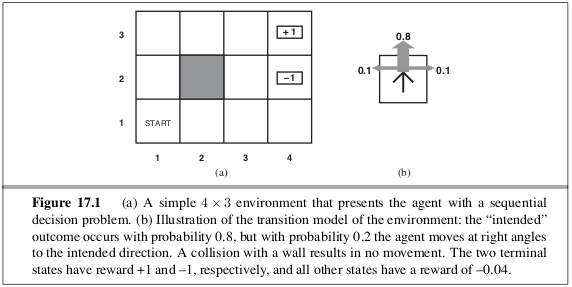 3
+1
0.8
2
−1
0.1
0.1
1
START
1
2
3
4
(a)
(b)
Figure 17.1 (a) A simple 4 × 3 environment that presents the agent with a sequential
decision problem. (b) Illustration of the transition model of the environment: the “intended”
outcome occurs with probability 0.8, but with probability 0.2 the agent moves at right angles
to the intended direction. A collision with a wall results in no movement. The two terminal
states have reward +1 and –1, respectively, and all other states have a reward of –0.04.